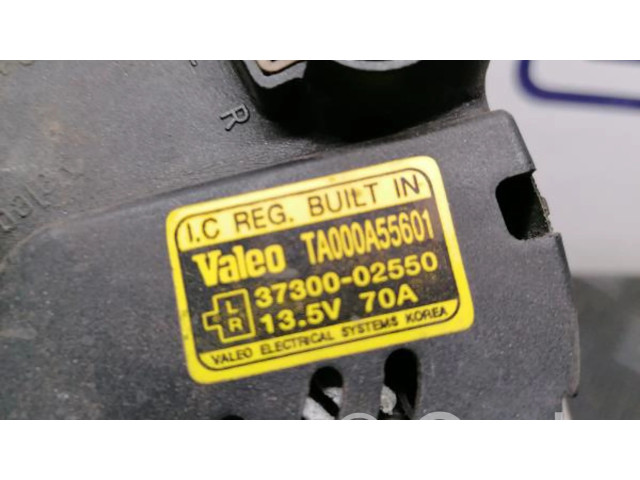 R
I.C REG. BUILT IN
Valeo TA000A55601
37300-02550
L
R
13.5V 70A
VALEO ELECTRICAL SYSTEMS KOREA